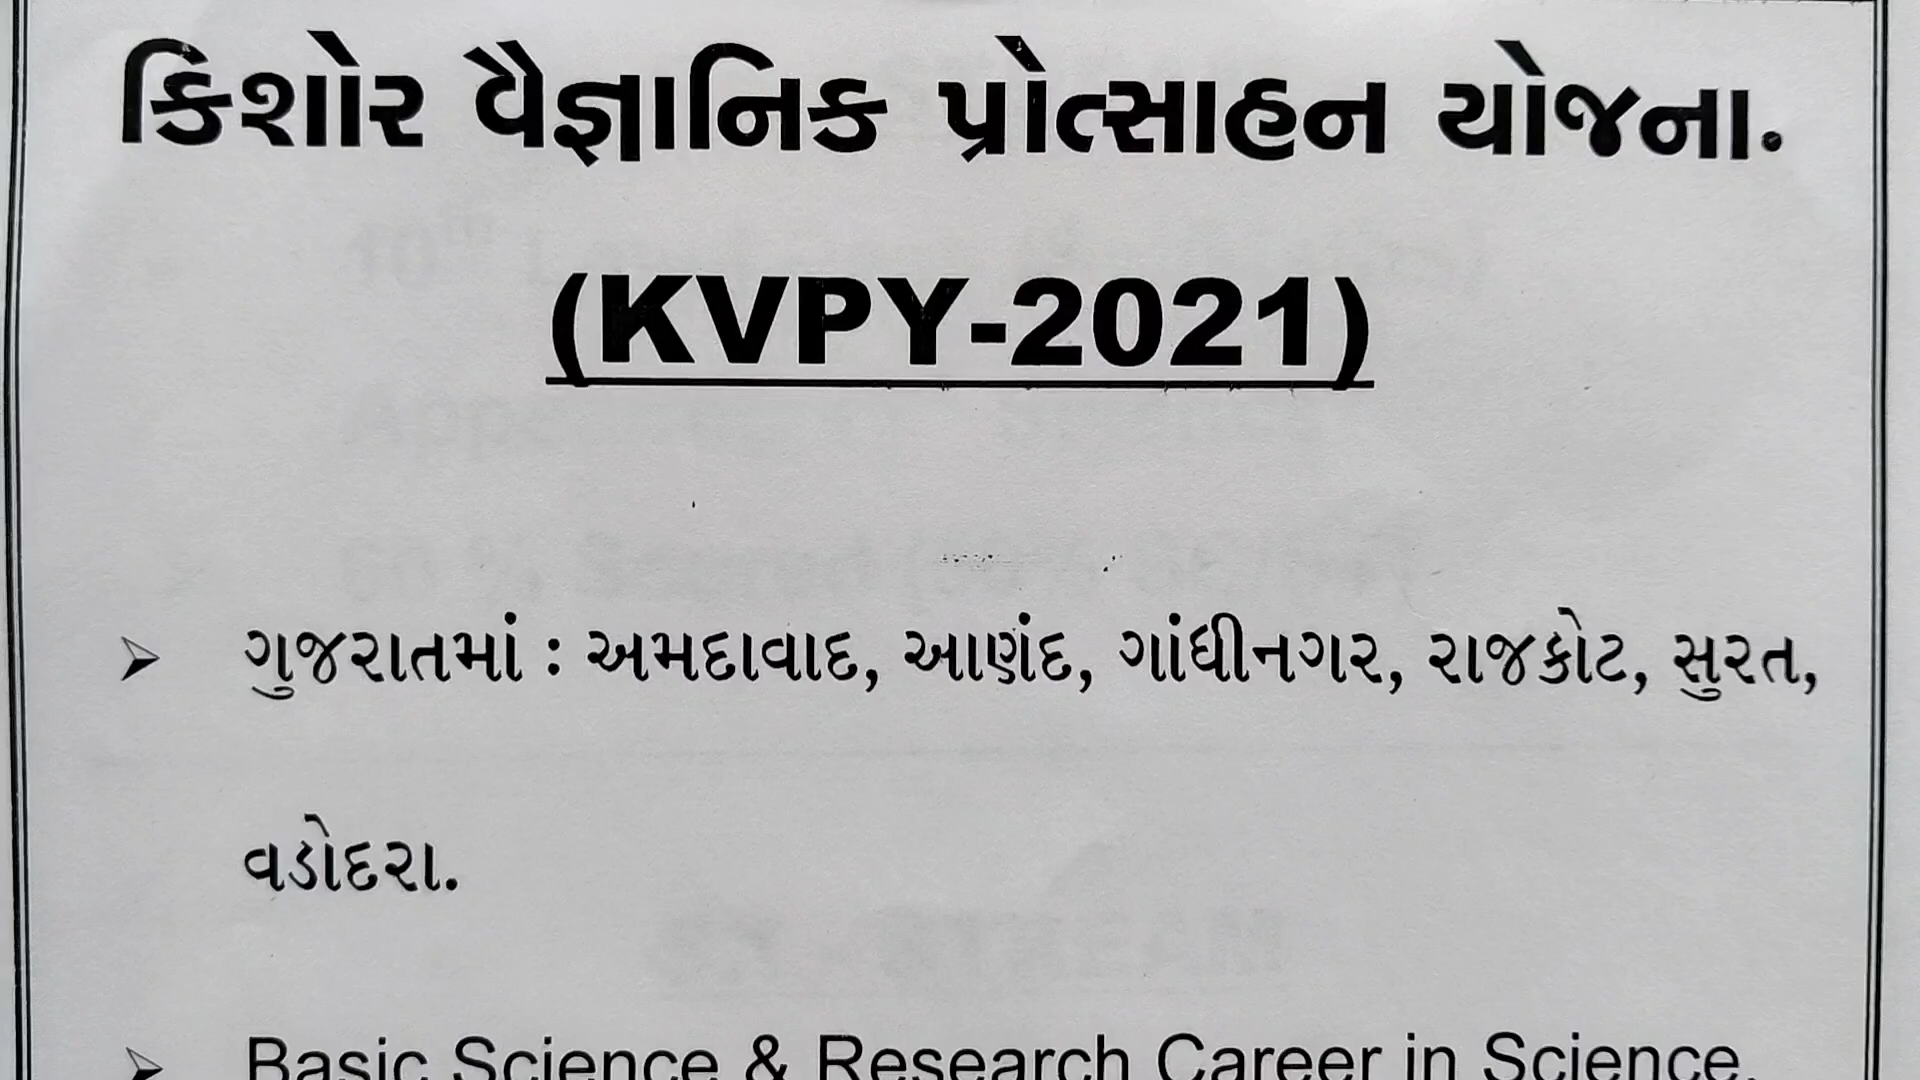 કિશોર વૈજ્ઞાનિક પ્રોત્સાહન યોજના.
(KVPY-2021)
➢ ગુજરાતમાં : અમદાવાદ, આણંદ, ગાંધીનગર, રાજકોટ, સુરત,
વડોદરા.
➢ Basic Science & Research Career in Science.